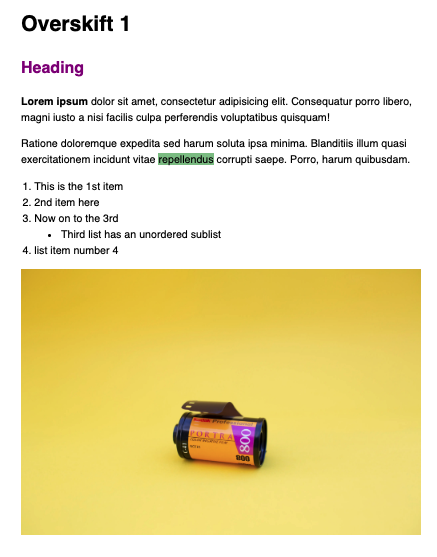 Overskift 1
Heading
Lorem ipsum dolor sit amet, consectetur adipisicing elit. Consequatur porro libero,
magni iusto a nisi facilis culpa perferendis voluptatibus quisquam!
Ratione doloremque expedita sed harum soluta ipsa minima. Blanditiis illum quasi
exercitationem incidunt vitae repellendus corrupti saepe. Porro, harum quibusdam.
1. This is the 1st item
2. 2nd item here
3. Now on to the 3rd
• Third list has an unordered sublist
4. list item number 4
PORTRA
800
800